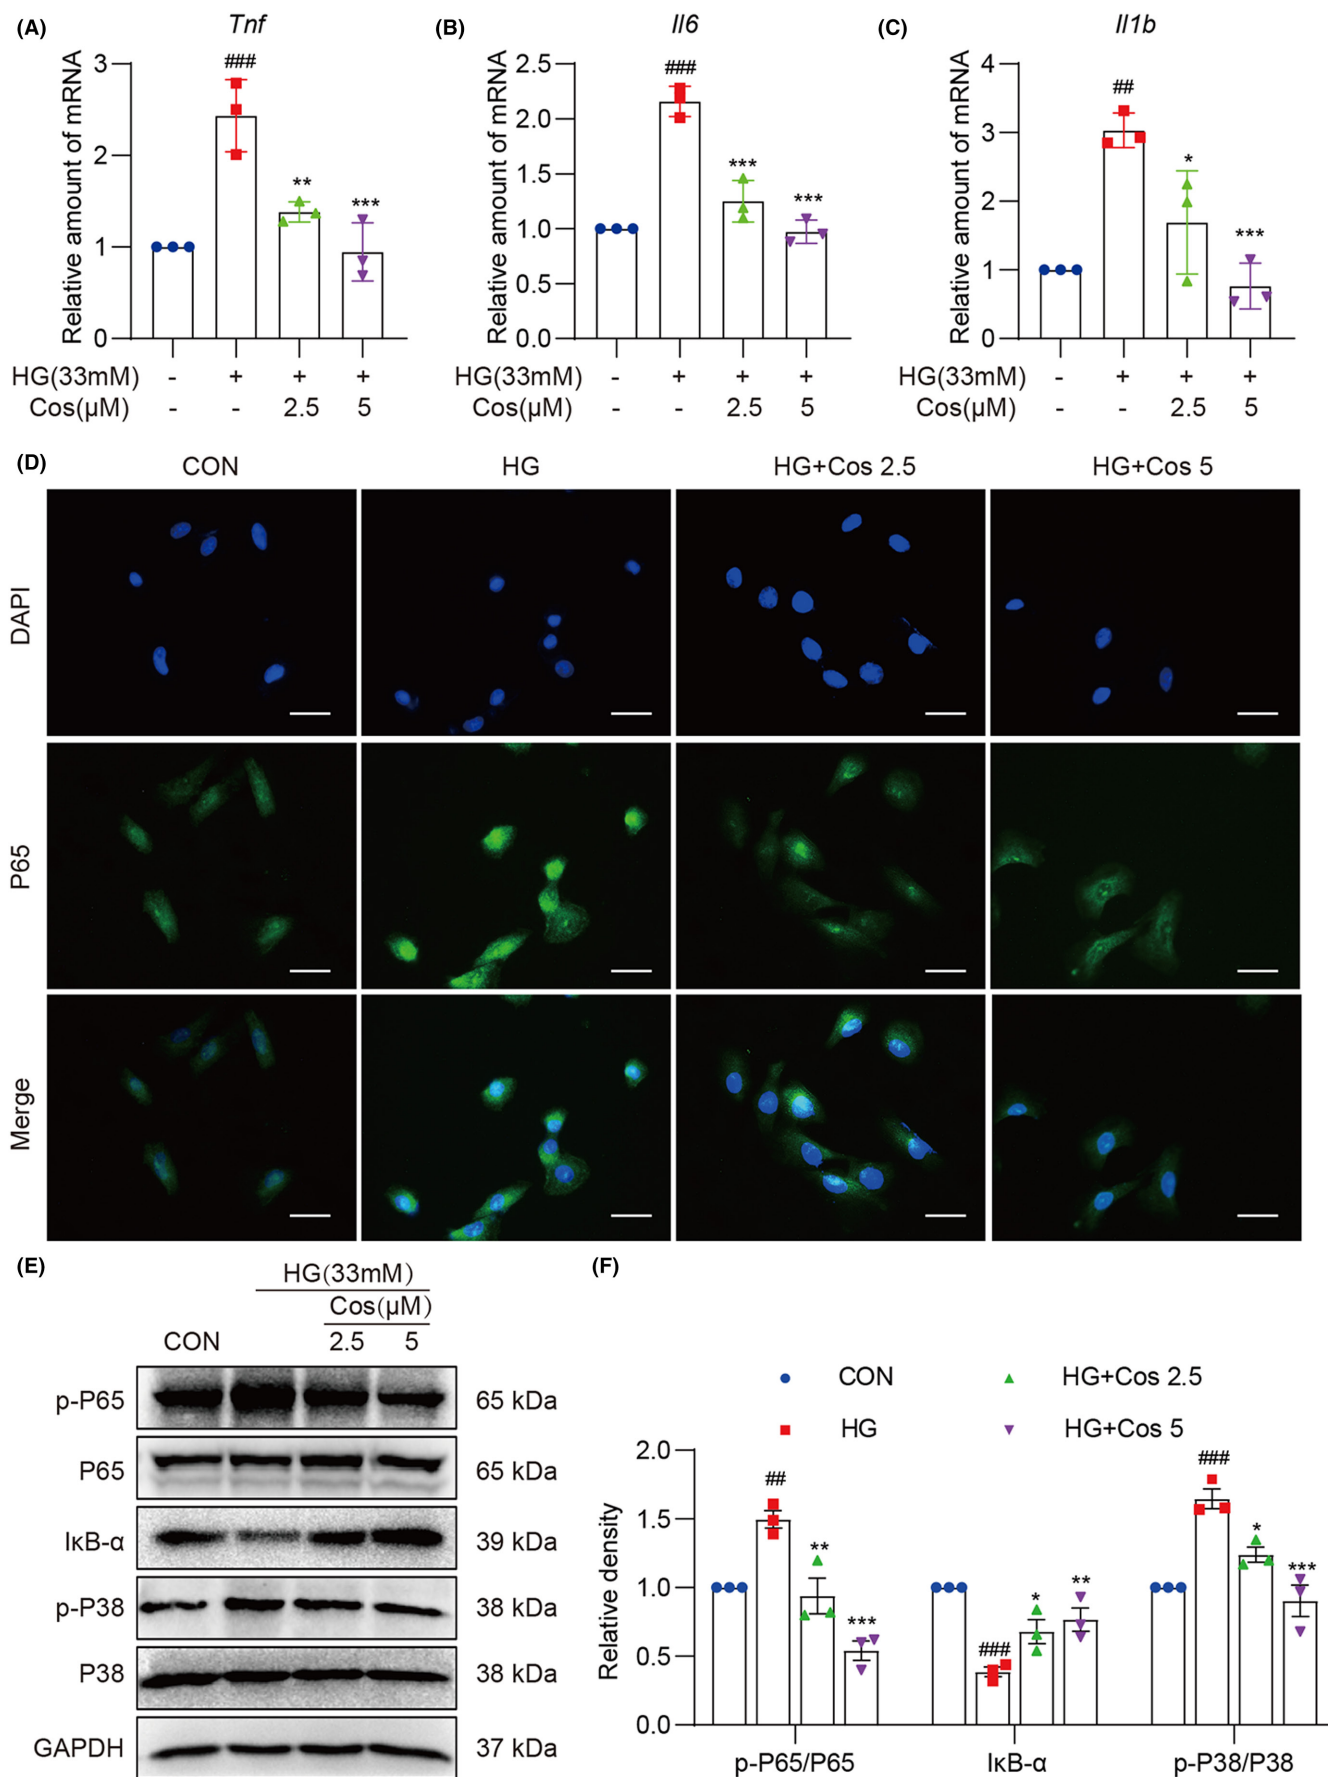 (A) Tnf
Relative amount of mRNA
3
2
1
0
###
**
***
HG(33mM) - + + +
Cos(μM) - - 2.5 5
(B) Il6
Relative amount of mRNA
2.5
2.0
1.5
1.0
0.5
0.0
###
***
***
HG(33mM) - + + +
Cos(μM) - - 2.5 5
(C) Il1b
Relative amount of mRNA
4
3
2
1
0
##
*
***
HG(33mM) - + + +
Cos(μM) - - 2.5 5
(D) CON HG HG+Cos 2.5 HG+Cos 5
DAPI
P65
Merge
(E)
HG(33mM)
Cos(μM)
CON 2.5 5
p-P65 65 kDa
P65 65 kDa
IκB-α 39 kDa
p-P38 38 kDa
P38 38 kDa
GAPDH 37 kDa
(F)
CON HG+Cos 2.5
HG HG+Cos 5
Relative density
2.0
1.5
1.0
0.5
0.0
##
**
***
###
*
**
###
*
***
p-P65/P65 IκB-α p-P38/P38